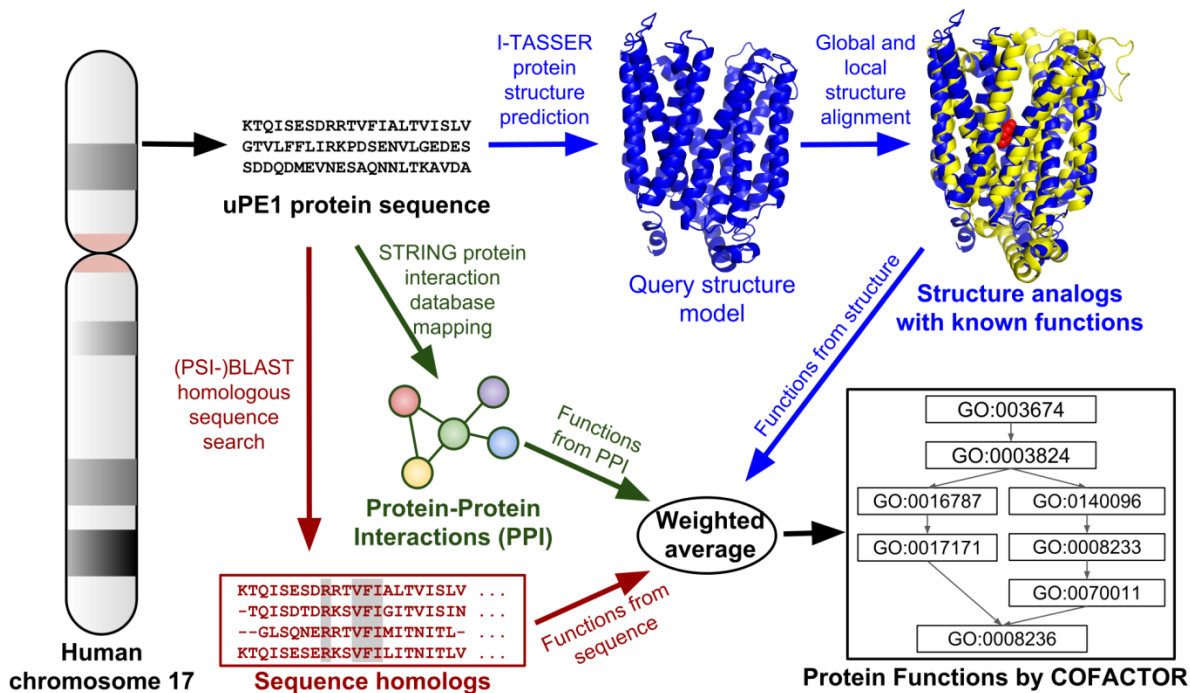 Human
chromosome 17
KTQISESDRRTVFIALTVISLV
GTVLFFLIRKPDSENVLGEDES
SDDQDMEVNESAQNNLTKAVDA
uPE1 protein sequence
I-TASSER
protein
structure
prediction
Query structure
model
Global and
local
structure
alignment
Structure analogs
with known functions
Functions from structure
STRING protein
interaction
database
mapping
Protein-Protein
Interactions (PPI)
Functions
from PPI
(PSI-)BLAST
homologous
sequence
search
KTQISESDRRTVFIALTVISLV ...
-TQISDTDRKSVFIGITVISIN ...
--GLSQNERRTVFIMITNITL- ...
KTQISESERKSVFILITNITLV ...
Sequence homologs
Functions from
sequence
Weighted
average
GO:003674
GO:0003824
GO:0016787 GO:0140096
GO:0017171 GO:0008233
GO:0070011
GO:0008236
Protein Functions by COFACTOR